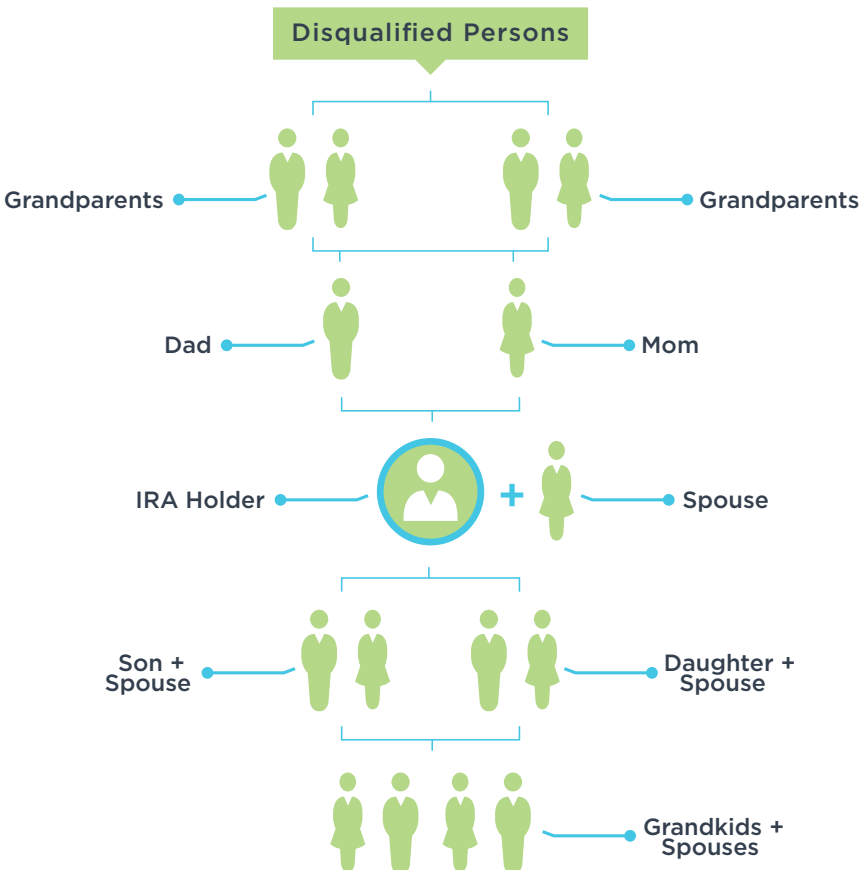 Disqualified Persons
Grandparents
Grandparents
Dad
Mom
IRA Holder
+
Spouse
Son +
Spouse
Daughter +
Spouse
Grandkids +
Spouses